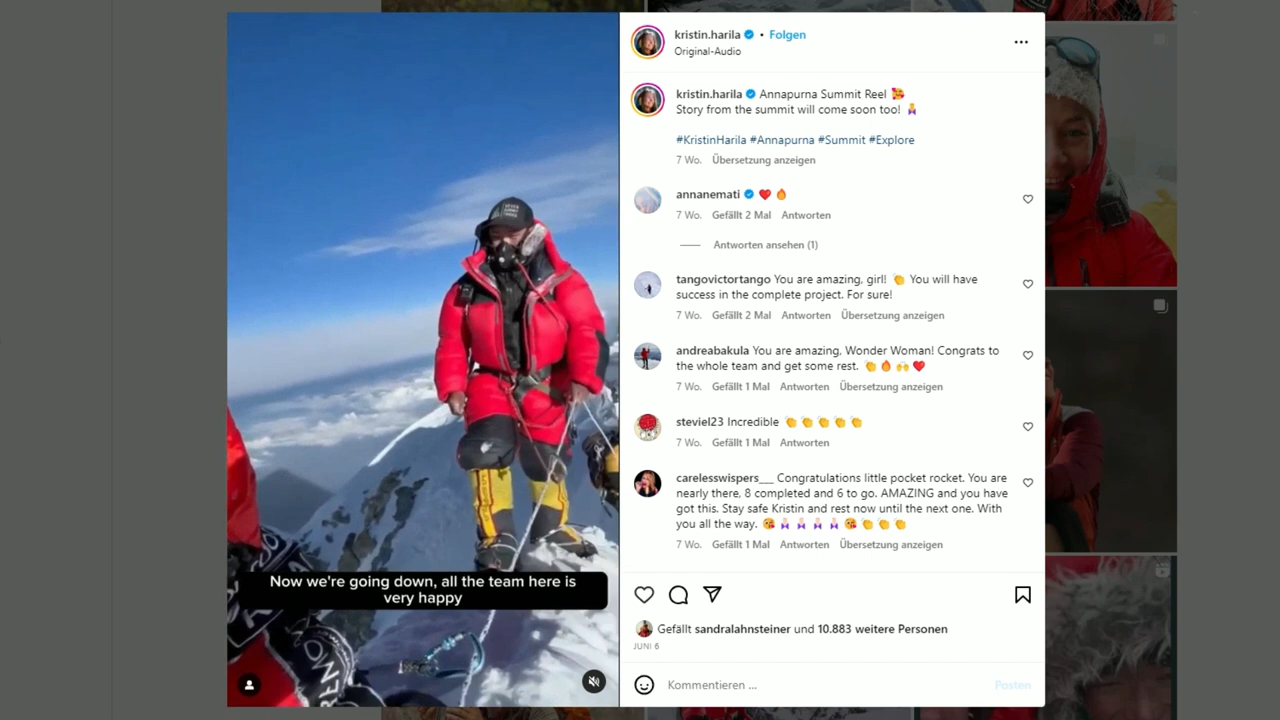 kristin.harila • Folgen
Original-Audio
kristin.harila Annapurna Summit Reel 🥰
Story from the summit will come soon too! 🧘‍♀️
#KristinHarila #Annapurna #Summit #Explore
7 Wo. Übersetzung anzeigen
annanemati ❤️ 🔥
7 Wo. Gefällt 2 Mal Antworten
Antworten ansehen (1)
tangovictortango You are amazing, girl! 👏 You will have
success in the complete project. For sure!
7 Wo. Gefällt 2 Mal Antworten Übersetzung anzeigen
andreabakula You are amazing, Wonder Woman! Congrats to
the whole team and get some rest. 👏 🔥 🙌 ❤️
7 Wo. Gefällt 1 Mal Antworten Übersetzung anzeigen
steviel23 Incredible 👏 👏 👏 👏 👏
7 Wo. Gefällt 1 Mal Antworten
carelesswispers___ Congratulations little pocket rocket. You are
nearly there, 8 completed and 6 to go. AMAZING and you have
got this. Stay safe Kristin and rest now until the next one. With
you all the way. 😘 🧘‍♀️ 🧘‍♀️ 🧘‍♀️ 🧘‍♀️ 😘 👏 👏 👏
7 Wo. Gefällt 1 Mal Antworten Übersetzung anzeigen
Now we're going down, all the team here is
very happy
Gefällt sandralahnsteiner und 10.883 weitere Personen
JUNI 6
Kommentieren ...
Posten